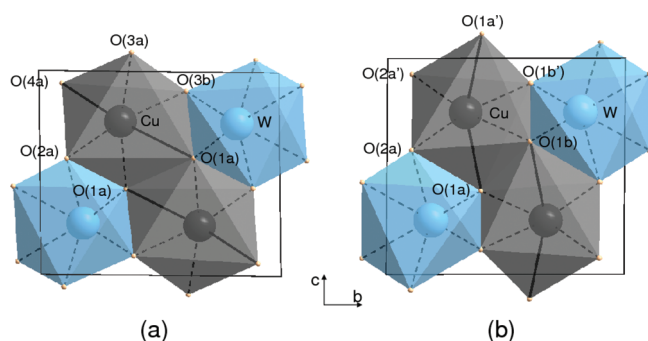 O(3a)
O(4a)
O(3b)
Cu
W
O(2a)
O(1a)
O(1a)
(a)
O(1a')
O(2a')
O(1b')
Cu
W
O(2a)
O(1b)
O(1a)
c
b
(b)